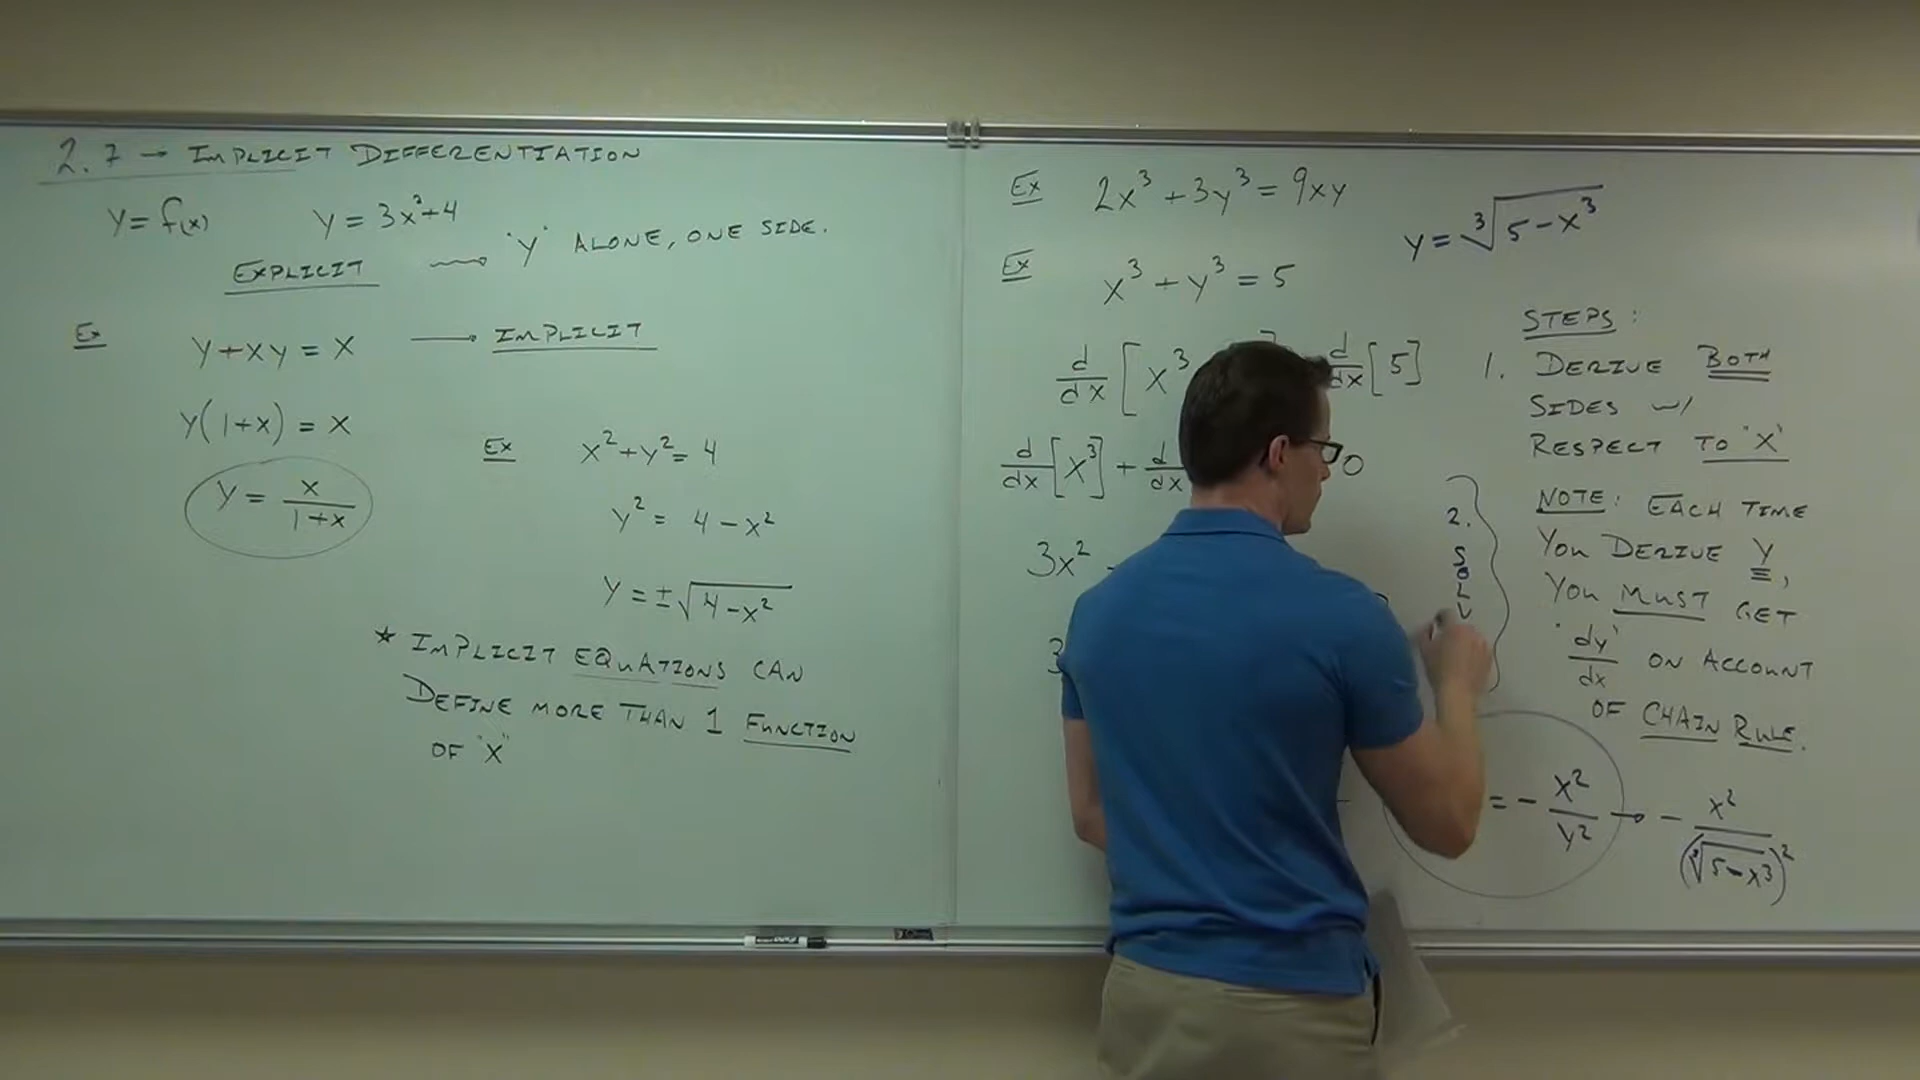 2.7 → IMPLICIT DIFFERENTIATION
y = f(x) y = 3x²+4
EXPLICIT → "y" ALONE, ONE SIDE.
Ex y + xy = x → IMPLICIT
y(1+x) = x
y = x/(1+x)
Ex x² + y² = 4
y² = 4 - x²
y = ±√(4 - x²)
* IMPLICIT EQUATIONS CAN
DEFINE MORE THAN 1 FUNCTION
OF "X"
Ex 2x³ + 3y³ = 9xy
y = ∛(5 - x³)
Ex x³ + y³ = 5
d/dx [x³ ] d/dx [5]
d/dx [x³] + d/dx 0
3x²
3
2.
SOLV
STEPS:
1. DERIVE BOTH
SIDES w/
RESPECT TO "X"
NOTE: EACH TIME
YOU DERIVE Y,
YOU MUST GET
"dy/dx" ON ACCOUNT
OF CHAIN RULE.
= - x²/y² → - x²/(∛(5-x³))²